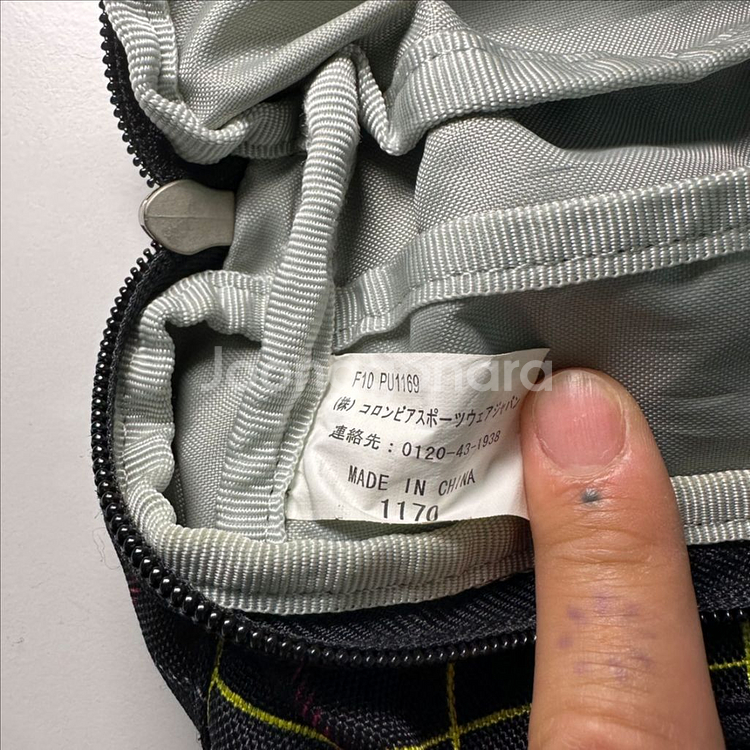 F10 PU1169
(株) コロンビアスポーツウェアジャパン
連絡先 : 0120-43-1938
MADE IN CHINA
1170